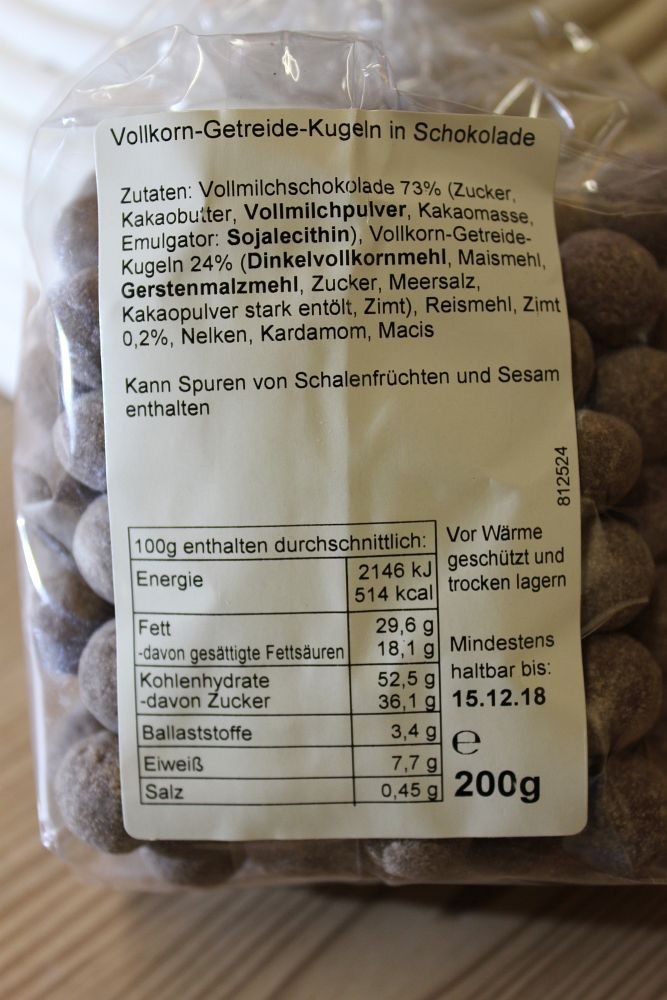 Vollkorn-Getreide-Kugeln in Schokolade
Zutaten: Vollmilchschokolade 73% (Zucker,
Kakaobutter, Vollmilchpulver, Kakaomasse,
Emulgator: Sojalecithin), Vollkorn-Getreide-
Kugeln 24% (Dinkelvollkornmehl, Maismehl,
Gerstenmalzmehl, Zucker, Meersalz,
Kakaopulver stark entölt, Zimt), Reismehl, Zimt
0,2%, Nelken, Kardamom, Macis
Kann Spuren von Schalenfrüchten und Sesam
enthalten
812524
100g enthalten durchschnittlich:
Energie 2146 kJ
514 kcal
Fett 29,6 g
-davon gesättigte Fettsäuren 18,1 g
Kohlenhydrate 52,5 g
-davon Zucker 36,1 g
Ballaststoffe 3,4 g
Eiweiß 7,7 g
Salz 0,45 g
Vor Wärme
geschützt und
trocken lagern
Mindestens
haltbar bis:
15.12.18
e
200g